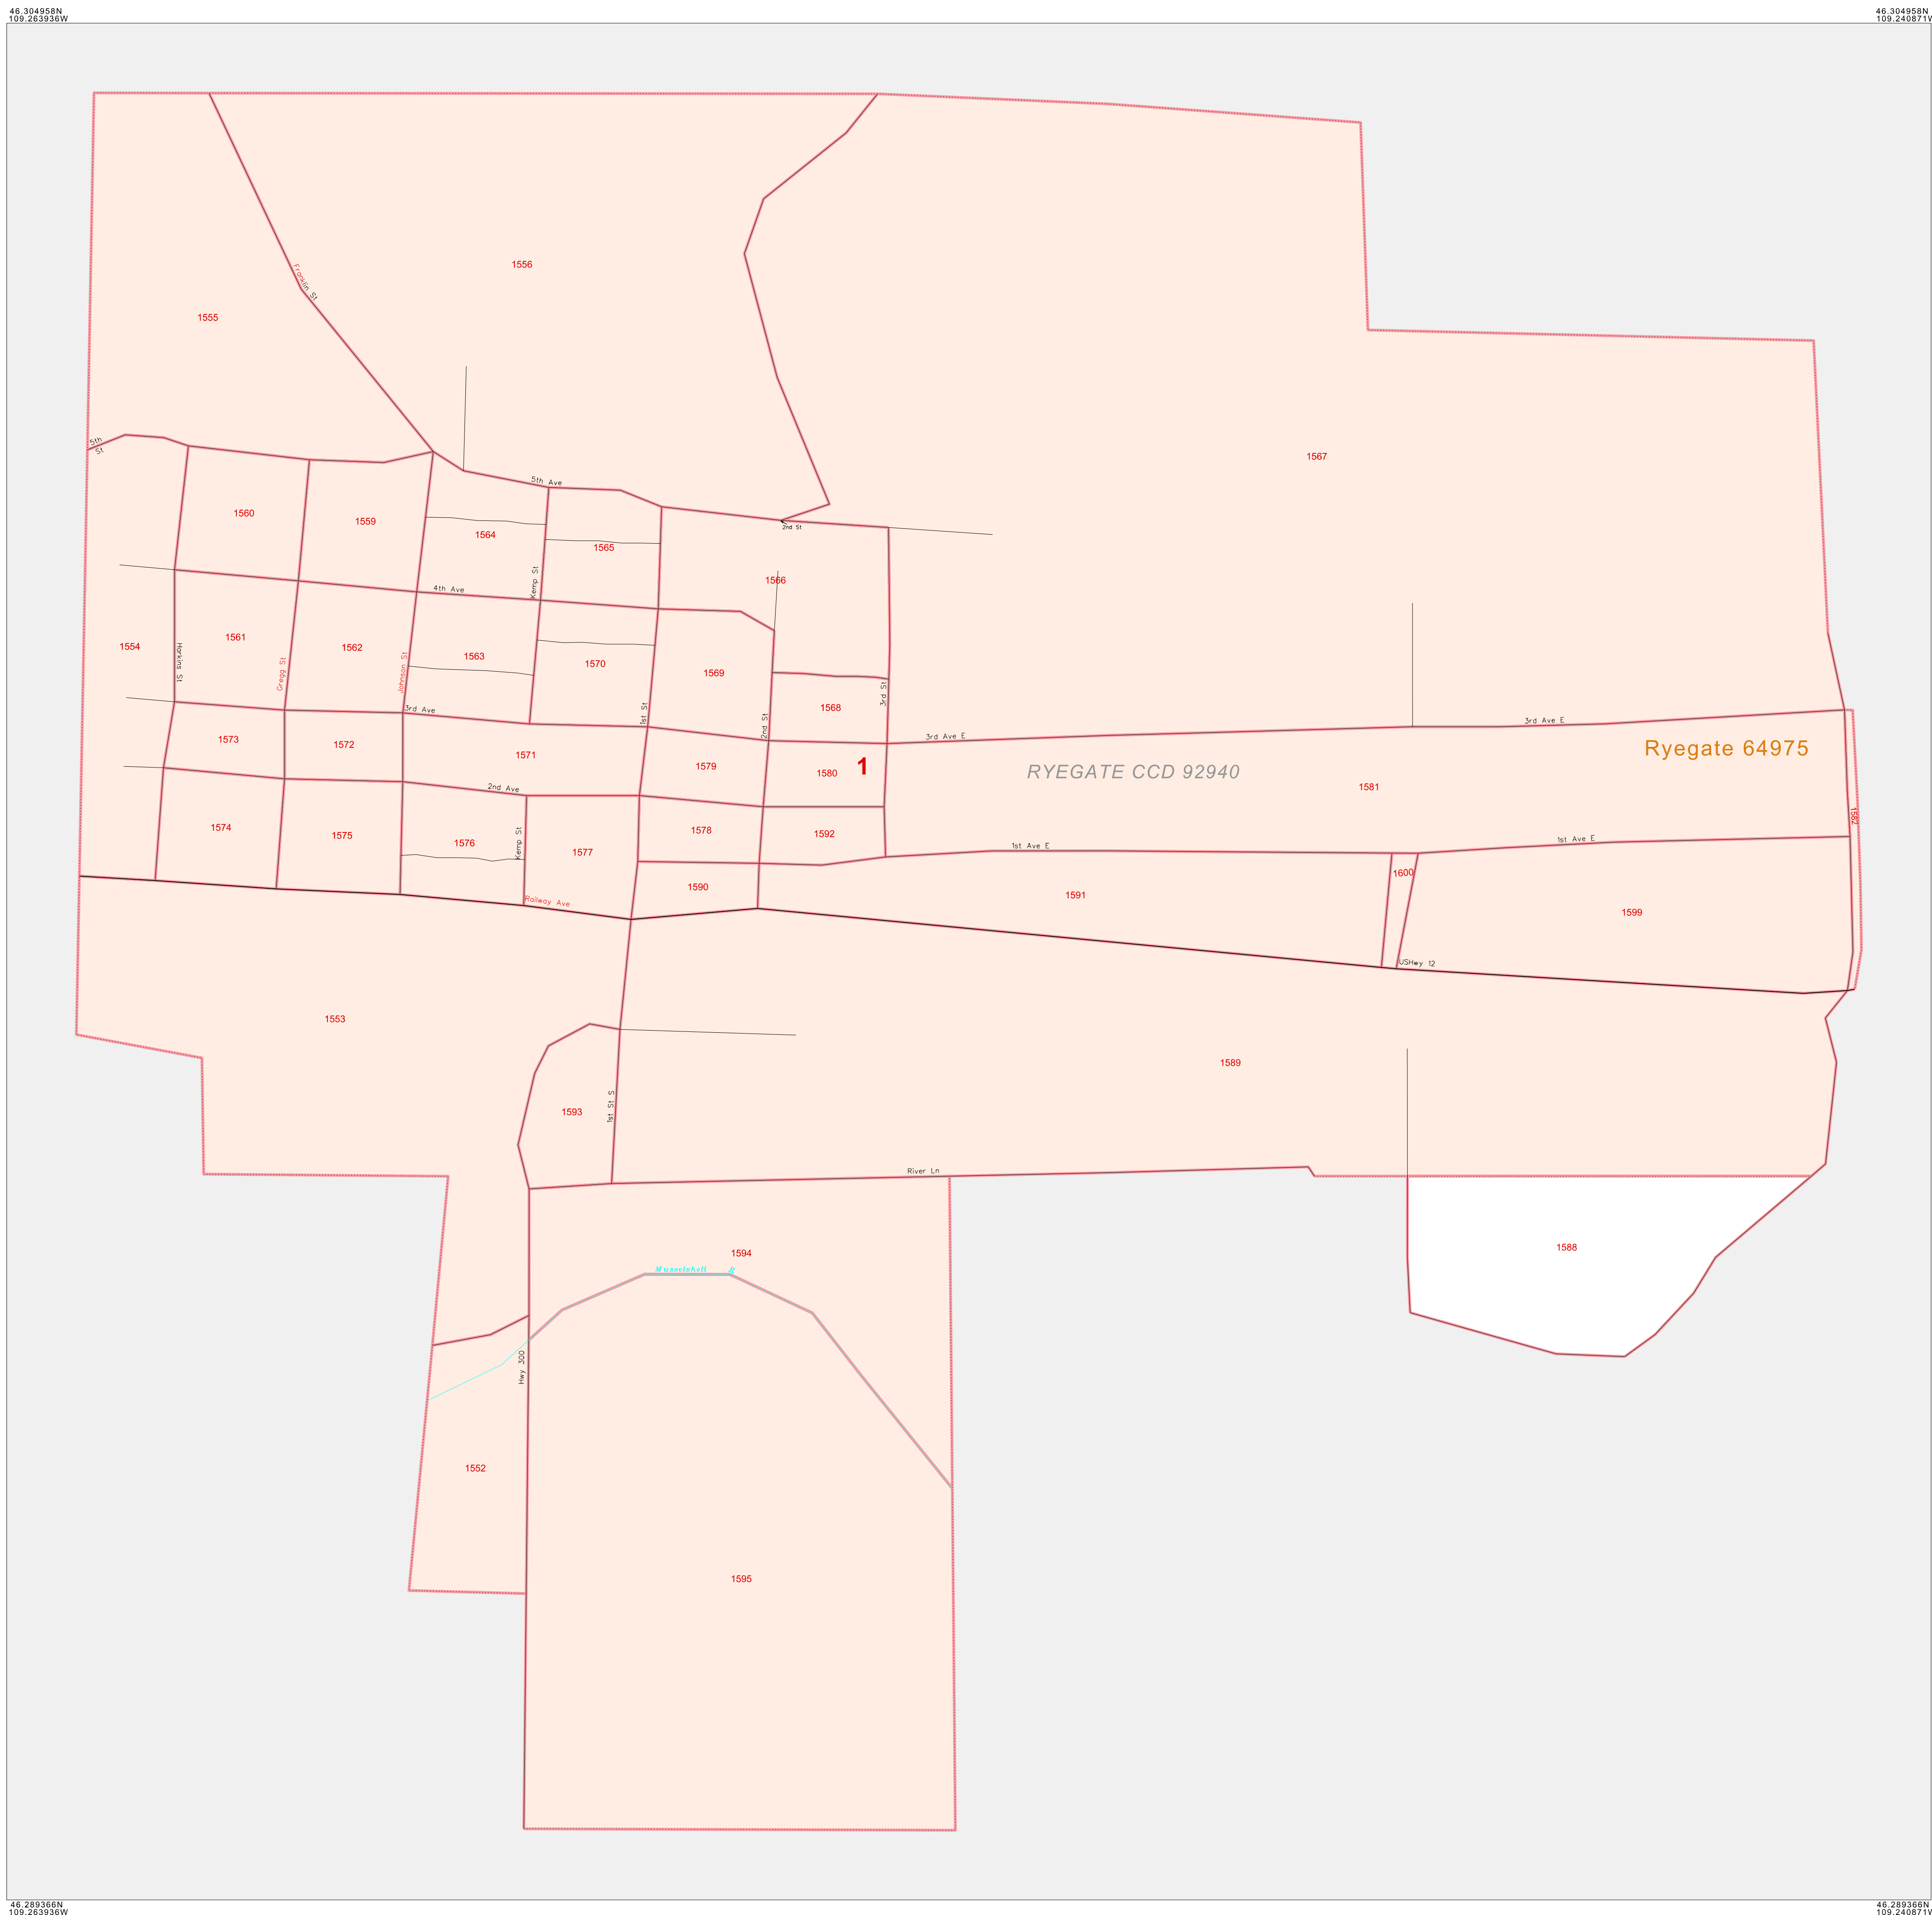 46.304958N
109.263936W
46.304958N
109.240871W
1556
Franklin St
1555
5th
St
1567
5th Ave
2nd St
1560
1559
1564
1565
1566
Kemp St
4th Ave
1554
Harkins St
1561
Gregg St
1562
Johnson St
1563
1570
1569
1568
3rd St
3rd Ave
1st St
2nd St
3rd Ave E
3rd Ave E
1573
1572
1571
1579
1580
1
RYEGATE CCD 92940
Ryegate 64975
1581
1582
2nd Ave
1574
1575
1576
Kemp St
1577
1578
1592
1st Ave E
1st Ave E
1590
1591
1600
1599
Railway Ave
USHwy 12
1553
1589
1593
1st St S
River Ln
1594
Musselshell R
1588
Hwy 300
1552
1595
46.289366N
109.263936W
46.289366N
109.240871W